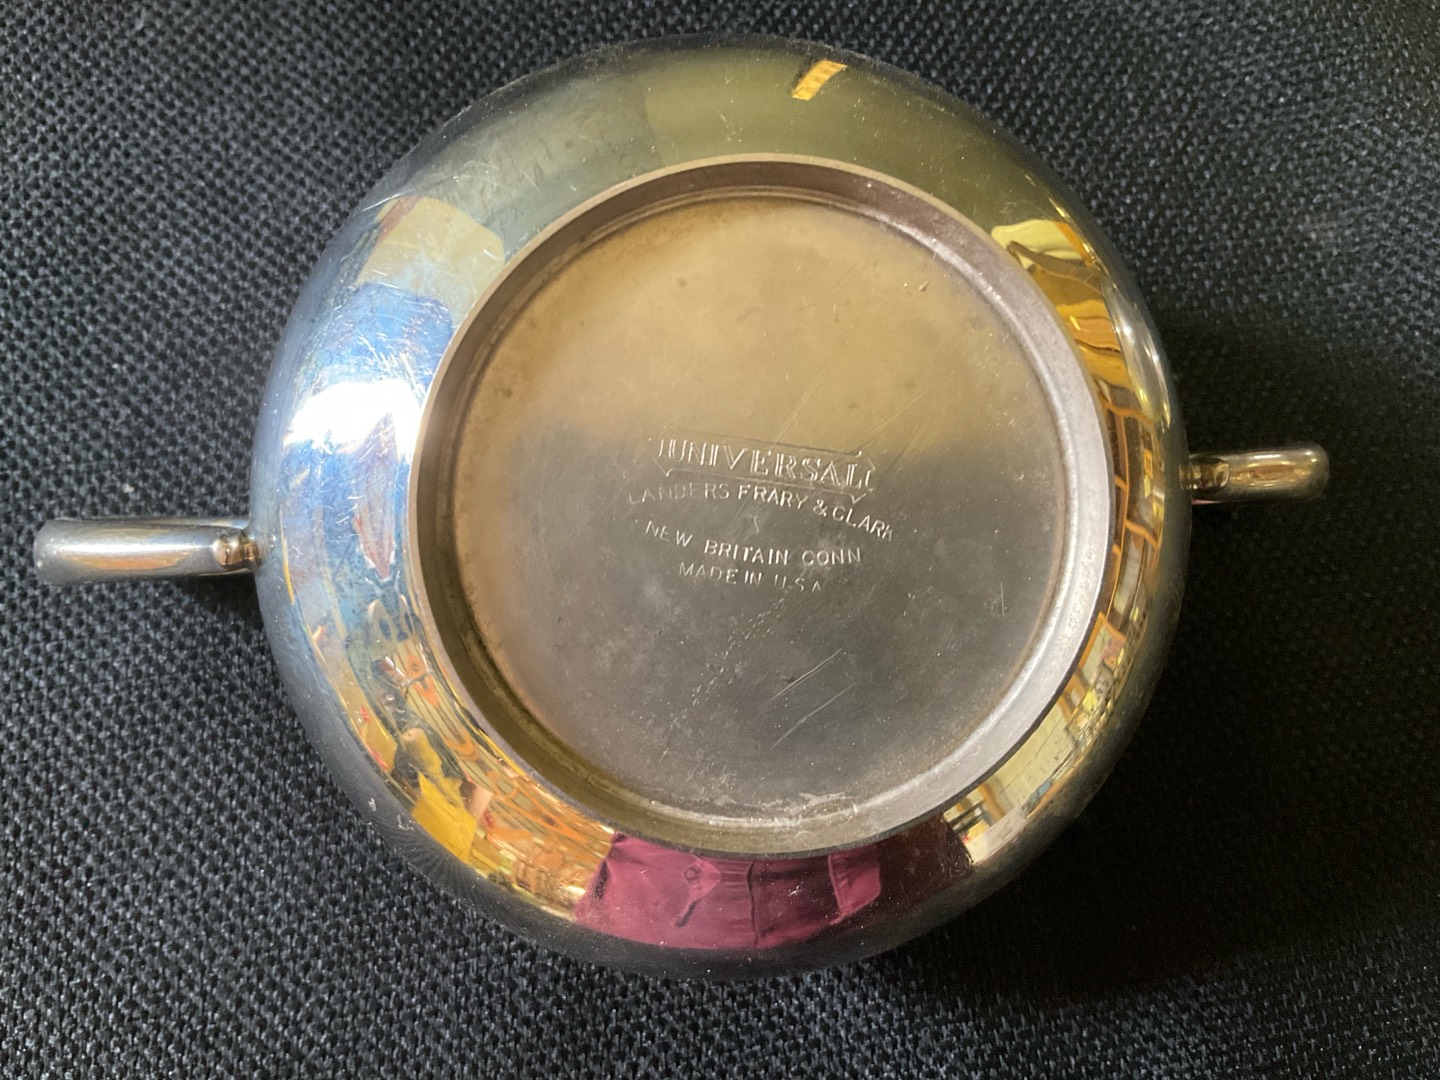 UNIVERSAL
LANDERS FRARY & CLARK
NEW BRITAIN CONN
MADE IN U.S.A